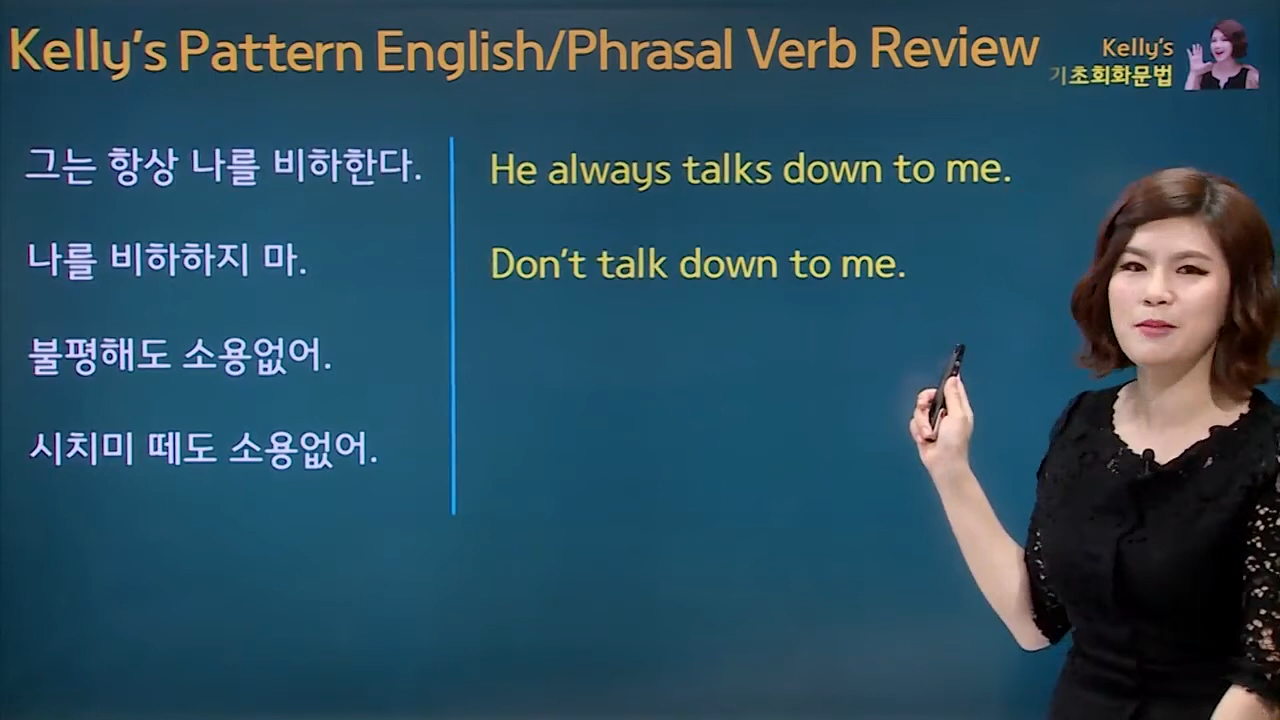 Kelly's Pattern English/Phrasal Verb Review
Kelly's
기초회화문법
그는 항상 나를 비하한다.
He always talks down to me.
나를 비하하지 마.
Don't talk down to me.
불평해도 소용없어.
시치미 떼도 소용없어.